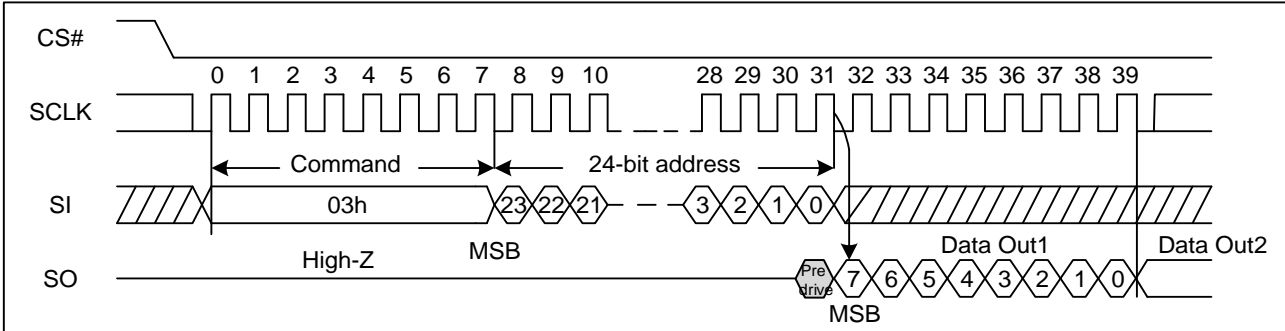 CS#
0 1 2 3 4 5 6 7 8 9 10 28 29 30 31 32 33 34 35 36 37 38 39
SCLK
Command 24-bit address
SI 03h 23 22 21 3 2 1 0
High-Z MSB Data Out1 Data Out2
SO Pre drive 7 6 5 4 3 2 1 0
MSB